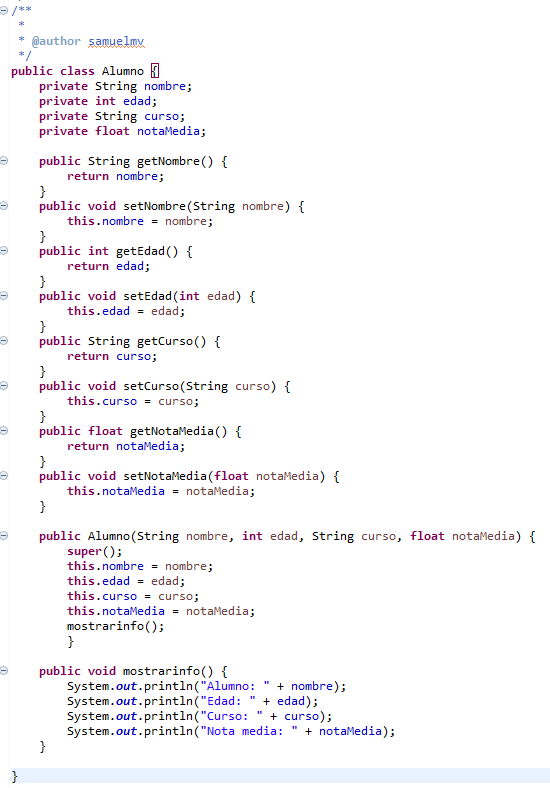 /**
 *
 * @author samuelmv
 */
public class Alumno {
    private String nombre;
    private int edad;
    private String curso;
    private float notaMedia;

    public String getNombre() {
        return nombre;
    }
    public void setNombre(String nombre) {
        this.nombre = nombre;
    }
    public int getEdad() {
        return edad;
    }
    public void setEdad(int edad) {
        this.edad = edad;
    }
    public String getCurso() {
        return curso;
    }
    public void setCurso(String curso) {
        this.curso = curso;
    }
    public float getNotaMedia() {
        return notaMedia;
    }
    public void setNotaMedia(float notaMedia) {
        this.notaMedia = notaMedia;
    }

    public Alumno(String nombre, int edad, String curso, float notaMedia) {
        super();
        this.nombre = nombre;
        this.edad = edad;
        this.curso = curso;
        this.notaMedia = notaMedia;
        mostrarinfo();
        }

    public void mostrarinfo() {
        System.out.println("Alumno: " + nombre);
        System.out.println("Edad: " + edad);
        System.out.println("Curso: " + curso);
        System.out.println("Nota media: " + notaMedia);
    }

}